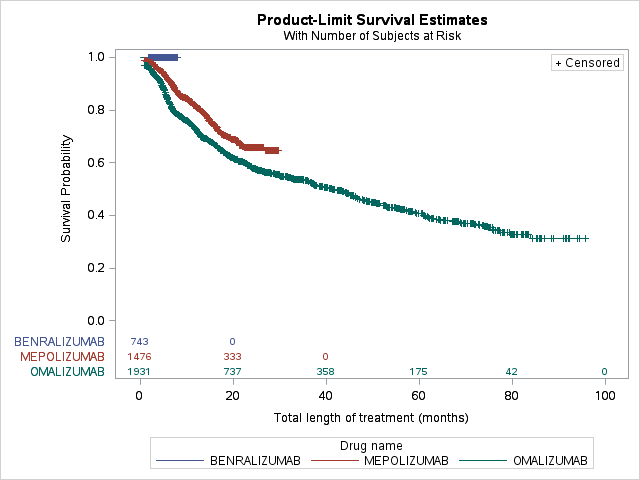 Product-Limit Survival Estimates
With Number of Subjects at Risk
+ Censored
Survival Probability
1.0
0.8
0.6
0.4
0.2
0.0
BENRALIZUMAB 743 0
MEPOLIZUMAB 1476 333 0
OMALIZUMAB 1931 737 358 175 42 0
0 20 40 60 80 100
Total length of treatment (months)
Drug name
BENRALIZUMAB MEPOLIZUMAB OMALIZUMAB